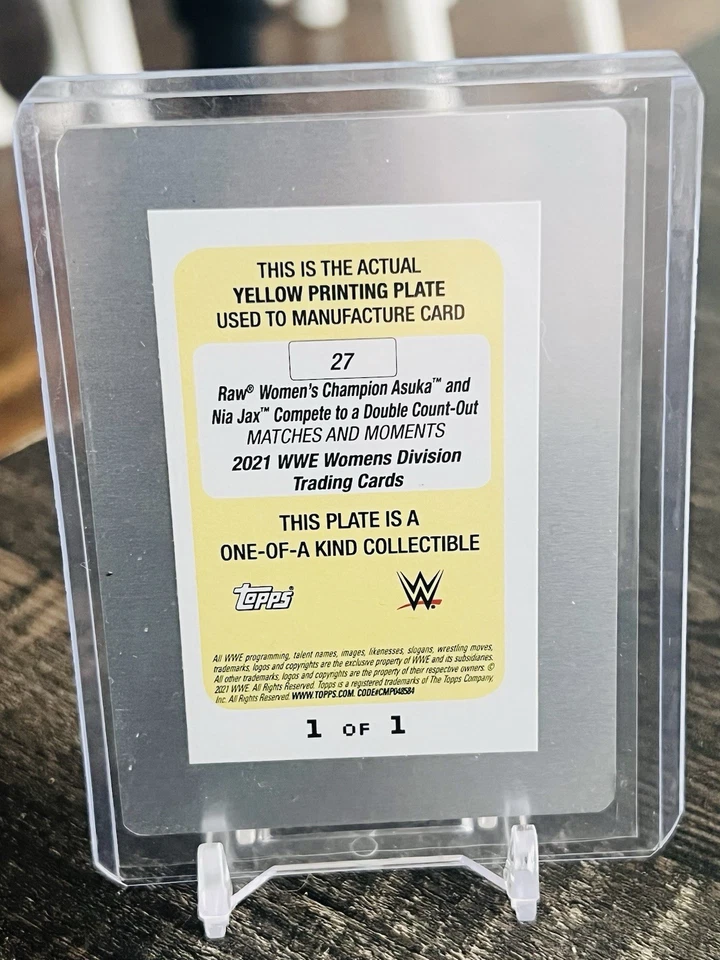 THIS IS THE ACTUAL
YELLOW PRINTING PLATE
USED TO MANUFACTURE CARD
27
Raw® Women's Champion Asuka™ and
Nia Jax™ Compete to a Double Count-Out
MATCHES AND MOMENTS
2021 WWE Womens Division
Trading Cards
THIS PLATE IS A
ONE-OF-A KIND COLLECTIBLE
Topps® W
All WWE programming, talent names, images, likenesses, slogans, wrestling moves,
trademarks, logos and copyrights are the exclusive property of WWE and its subsidiaries.
All other trademarks, logos and copyrights are the property of their respective owners. ©
2021 WWE. All Rights Reserved. Topps is a registered trademarks of The Topps Company,
Inc. All Rights Reserved. WWW.TOPPS.COM. CODE#CMP048584
1 OF 1